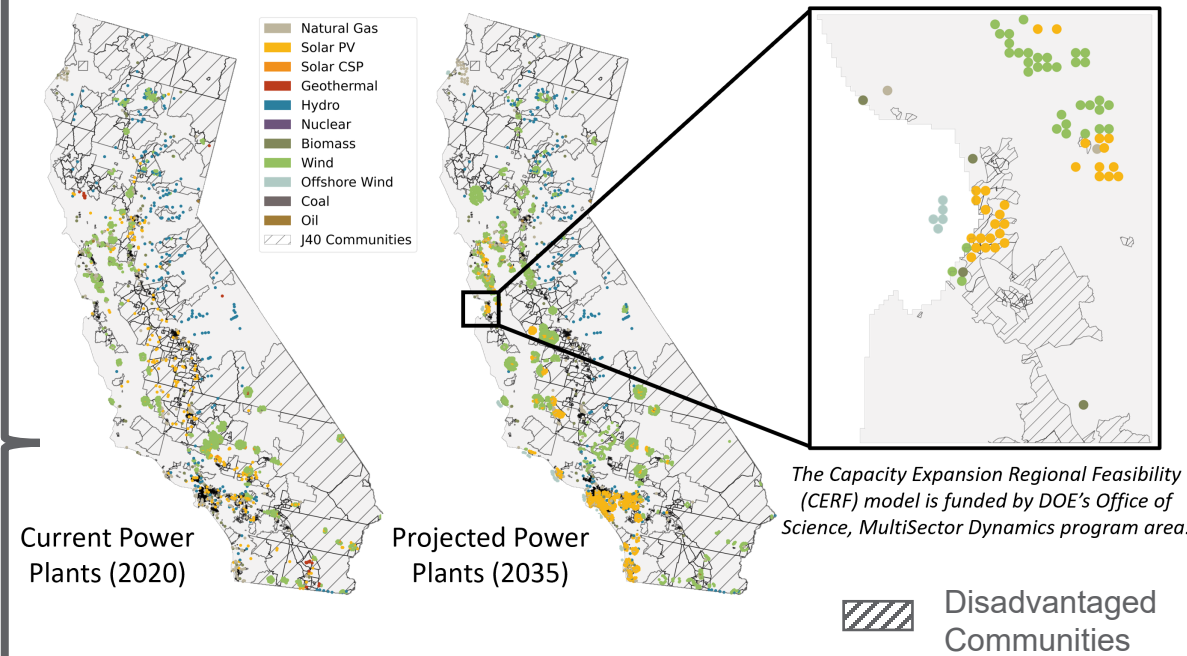 Natural Gas
Solar PV
Solar CSP
Geothermal
Hydro
Nuclear
Biomass
Wind
Offshore Wind
Coal
Oil
J40 Communities
Current Power
Plants (2020)
Projected Power
Plants (2035)
The Capacity Expansion Regional Feasibility
(CERF) model is funded by DOE's Office of
Science, MultiSector Dynamics program area.
Disadvantaged
Communities